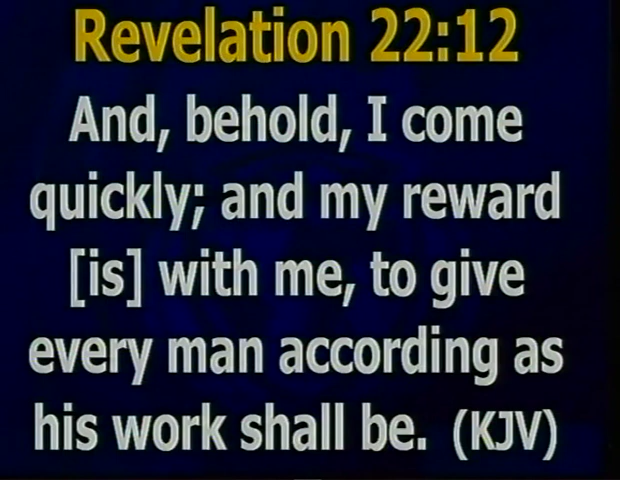 Revelation 22:12
And, behold, I come
quickly; and my reward
[is] with me, to give
every man according as
his work shall be. (KJV)